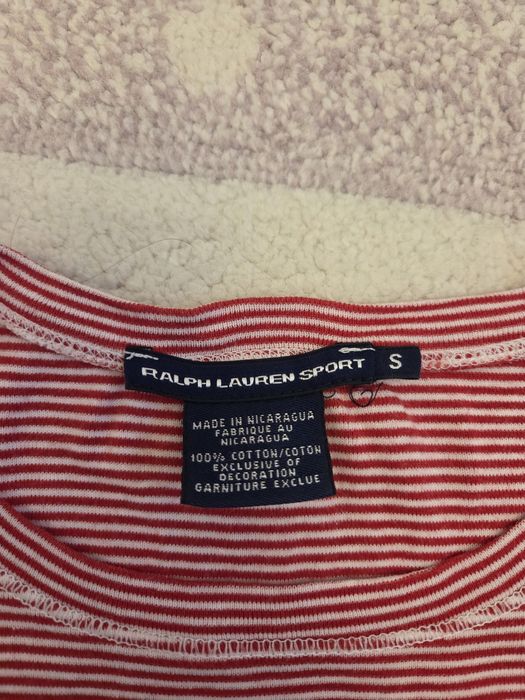 RALPH LAUREN SPORT
S
MADE IN NICARAGUA
FABRIQUE AU
NICARAGUA
100% COTTON/COTON
EXCLUSIVE OF
DECORATION
GARNITURE EXCLUE